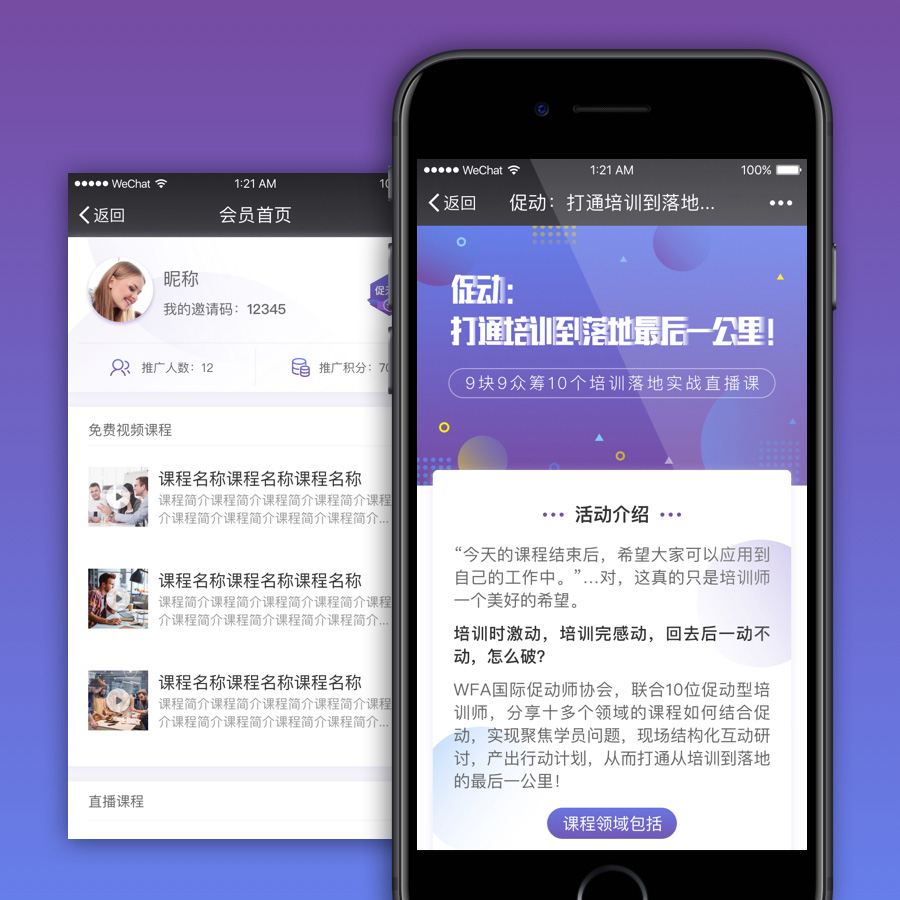 WeChat 1:21 AM
返回 会员首页
昵称
我的邀请码：12345
推广人数：12 推广积分：
免费视频课程
课程名称课程名称课程名称
课程简介课程简介课程简介课程简介课程
介课程简介课程简介课程简介课程简介...
课程名称课程名称课程名称
课程简介课程简介课程简介课程简介课程
介课程简介课程简介课程简介课程简介...
课程名称课程名称课程名称
课程简介课程简介课程简介课程简介课程
介课程简介课程简介课程简介课程简介...
直播课程
WeChat 1:21 AM 100%
返回 促动：打通培训到落地...
促动：
打通培训到落地最后一公里！
9块9众筹10个培训落地实战直播课
活动介绍
“今天的课程结束后，希望大家可以应用到
自己的工作中。”...对，这真的只是培训师
一个美好的希望。
培训时激动，培训完感动，回去后一动不
动，怎么破？
WFA国际促动师协会，联合10位促动型培
训师，分享十多个领域的课程如何结合促
动，实现聚焦学员问题，现场结构化互动研
讨，产出行动计划，从而打通从培训到落地
的最后一公里！
课程领域包括